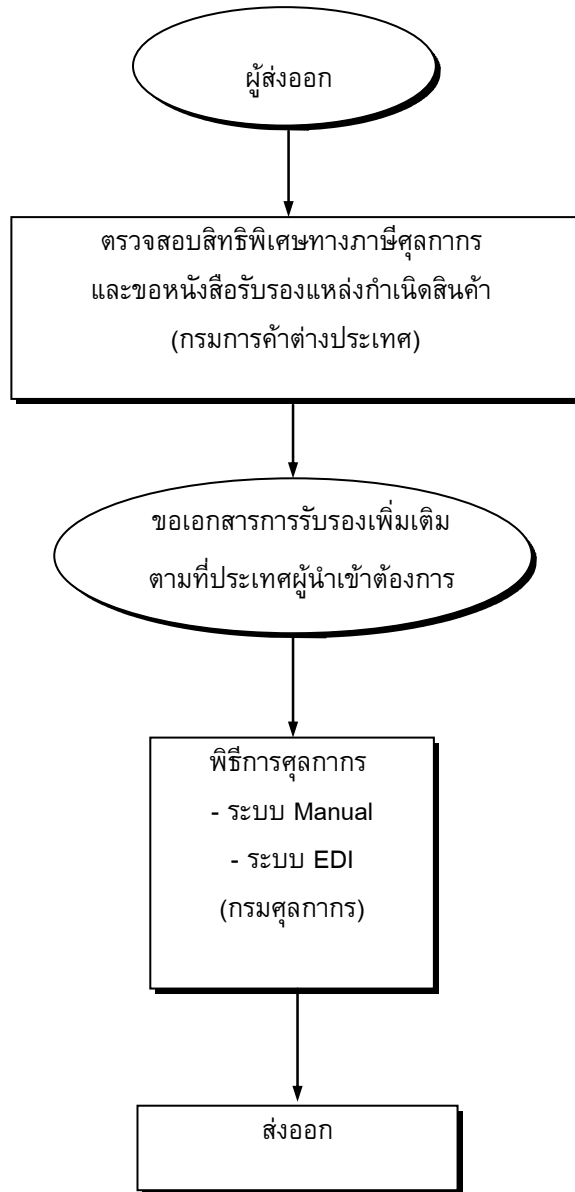 ผู้ส่งออก
ตรวจสอบสิทธิพิเศษทางภาษีศุลกากร
และขอหนังสือรับรองแหล่งกำเนิดสินค้า
(กรมการค้าต่างประเทศ)
ขอเอกสารการรับรองเพิ่มเติม
ตามที่ประเทศผู้นำเข้าต้องการ
พิธีการศุลกากร
- ระบบ Manual
- ระบบ EDI
(กรมศุลกากร)
ส่งออก